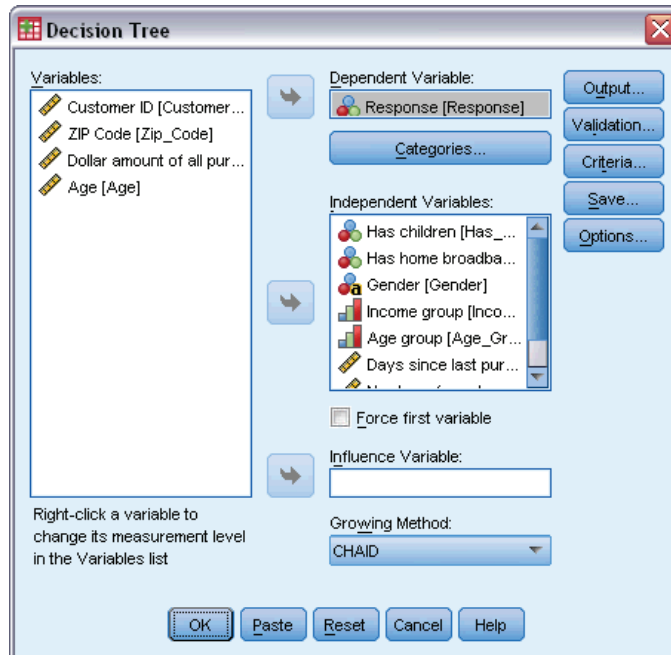 Decision Tree
Variables:
Customer ID [Customer...
ZIP Code [Zip_Code]
Dollar amount of all pur...
Age [Age]
Right-click a variable to
change its measurement level
in the Variables list
Dependent Variable:
Response [Response]
Categories...
Independent Variables:
Has children [Has_...
Has home broadba...
a Gender [Gender]
Income group [Inco...
Age group [Age_Gr...
Days since last pur...
Force first variable
Influence Variable:
Growing Method:
CHAID
Output...
Validation...
Criteria...
Save...
Options...
OK
Paste
Reset
Cancel
Help